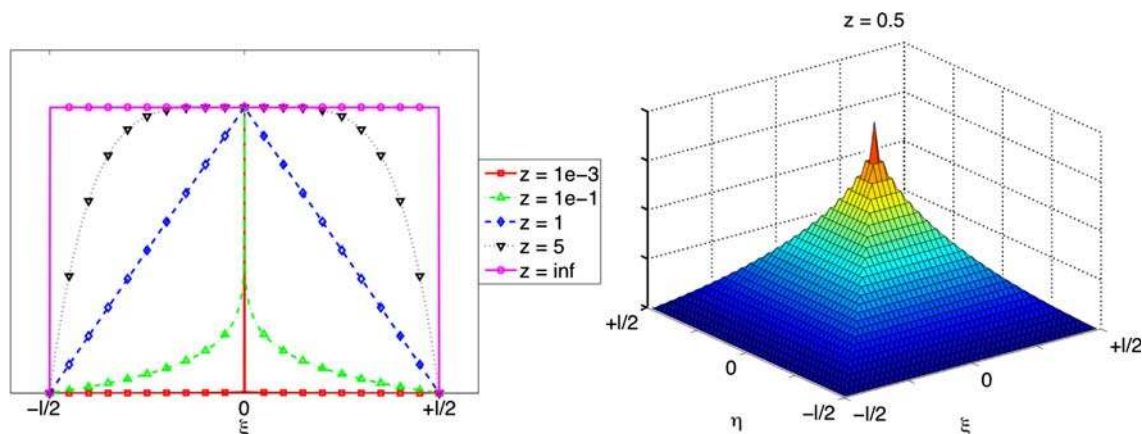 z = 1e−3
z = 1e−1
z = 1
z = 5
z = inf
−l/2
0
+l/2
ξ
z = 0.5
+l/2
0
−l/2
η
−l/2
0
+l/2
ξ